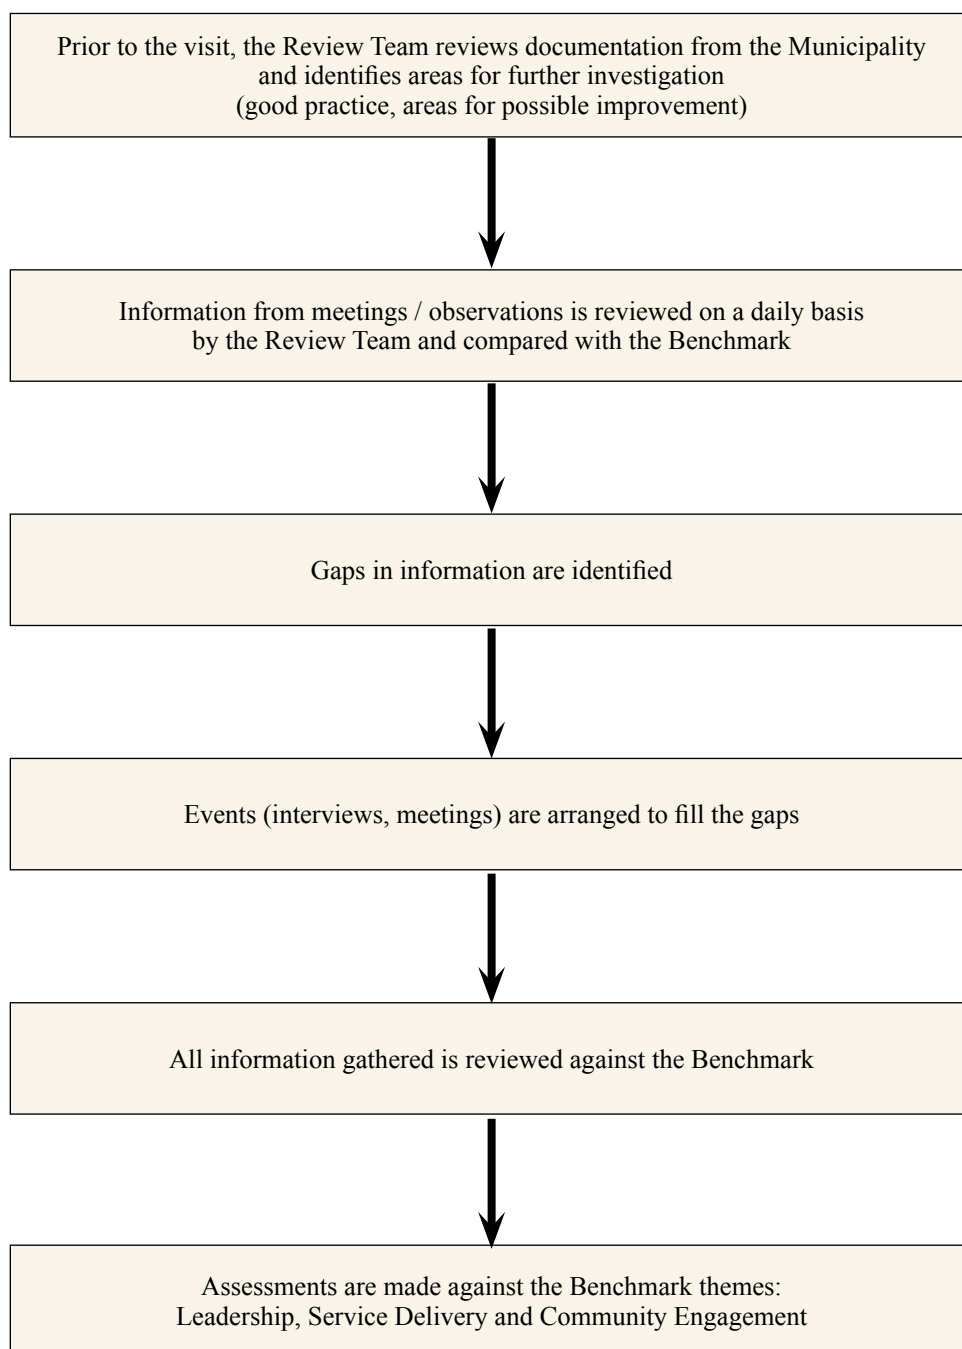 Prior to the visit, the Review Team reviews documentation from the Municipality
and identifies areas for further investigation
(good practice, areas for possible improvement)
Information from meetings / observations is reviewed on a daily basis
by the Review Team and compared with the Benchmark
Gaps in information are identified
Events (interviews, meetings) are arranged to fill the gaps
All information gathered is reviewed against the Benchmark
Assessments are made against the Benchmark themes:
Leadership, Service Delivery and Community Engagement